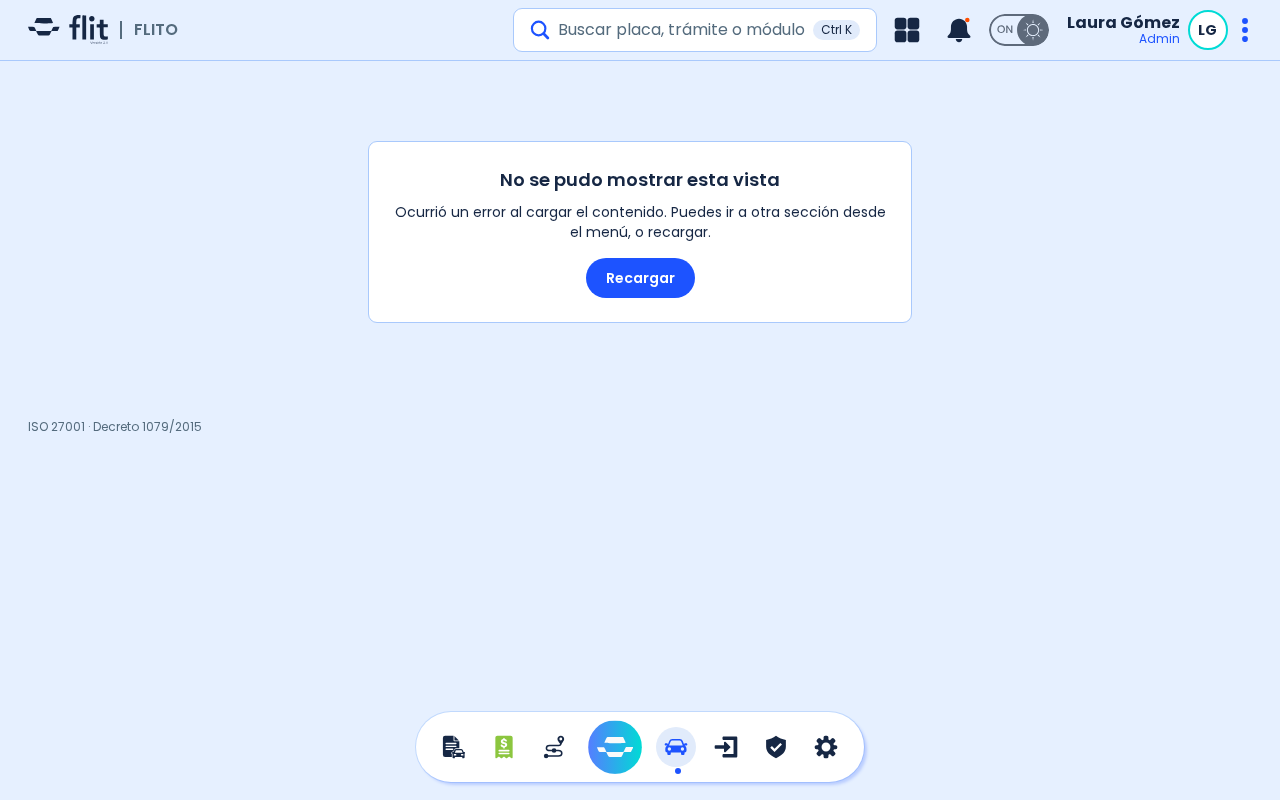 flit | FLITO
Buscar placa, trámite o módulo Ctrl K
ON
Laura Gómez
Admin
LG
No se pudo mostrar esta vista
Ocurrió un error al cargar el contenido. Puedes ir a otra sección desde
el menú, o recargar.
Recargar
ISO 27001 · Decreto 1079/2015